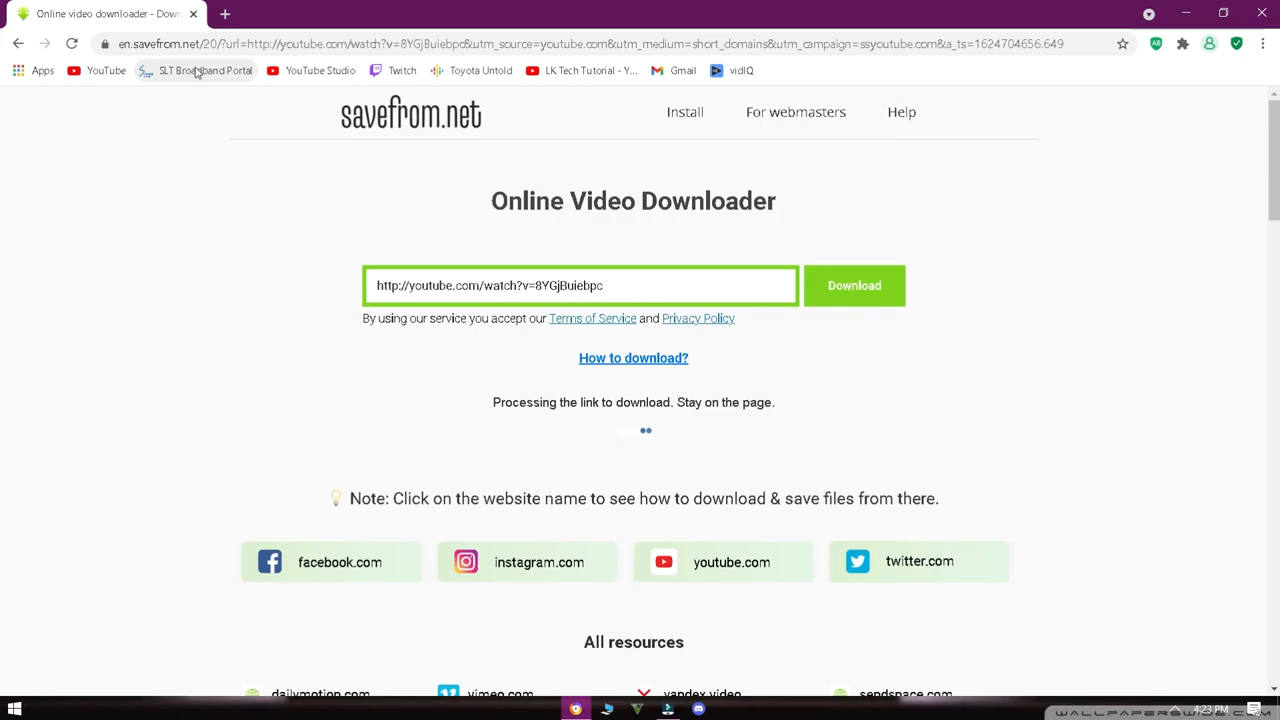 Online video downloader - Down
en.savefrom.net/20/?url=http://youtube.com/watch?v=8YGjBuiebpc&utm_source=youtube.com&utm_medium=short_domains&utm_campaign=ssyoutube.com&a_ts=1624704656.649
Apps YouTube SLT Broadband Portal YouTube Studio Twitch Toyota Untold LK Tech Tutorial - Y... Gmail vidIQ
savefrom.net Install For webmasters Help
Online Video Downloader
http://youtube.com/watch?v=8YGjBuiebpc Download
By using our service you accept our Terms of Service and Privacy Policy
How to download?
Processing the link to download. Stay on the page.
Note: Click on the website name to see how to download & save files from there.
facebook.com instagram.com youtube.com twitter.com
All resources
dailymotion.com vimeo.com yandex.video sendspace.com
4:23 PM